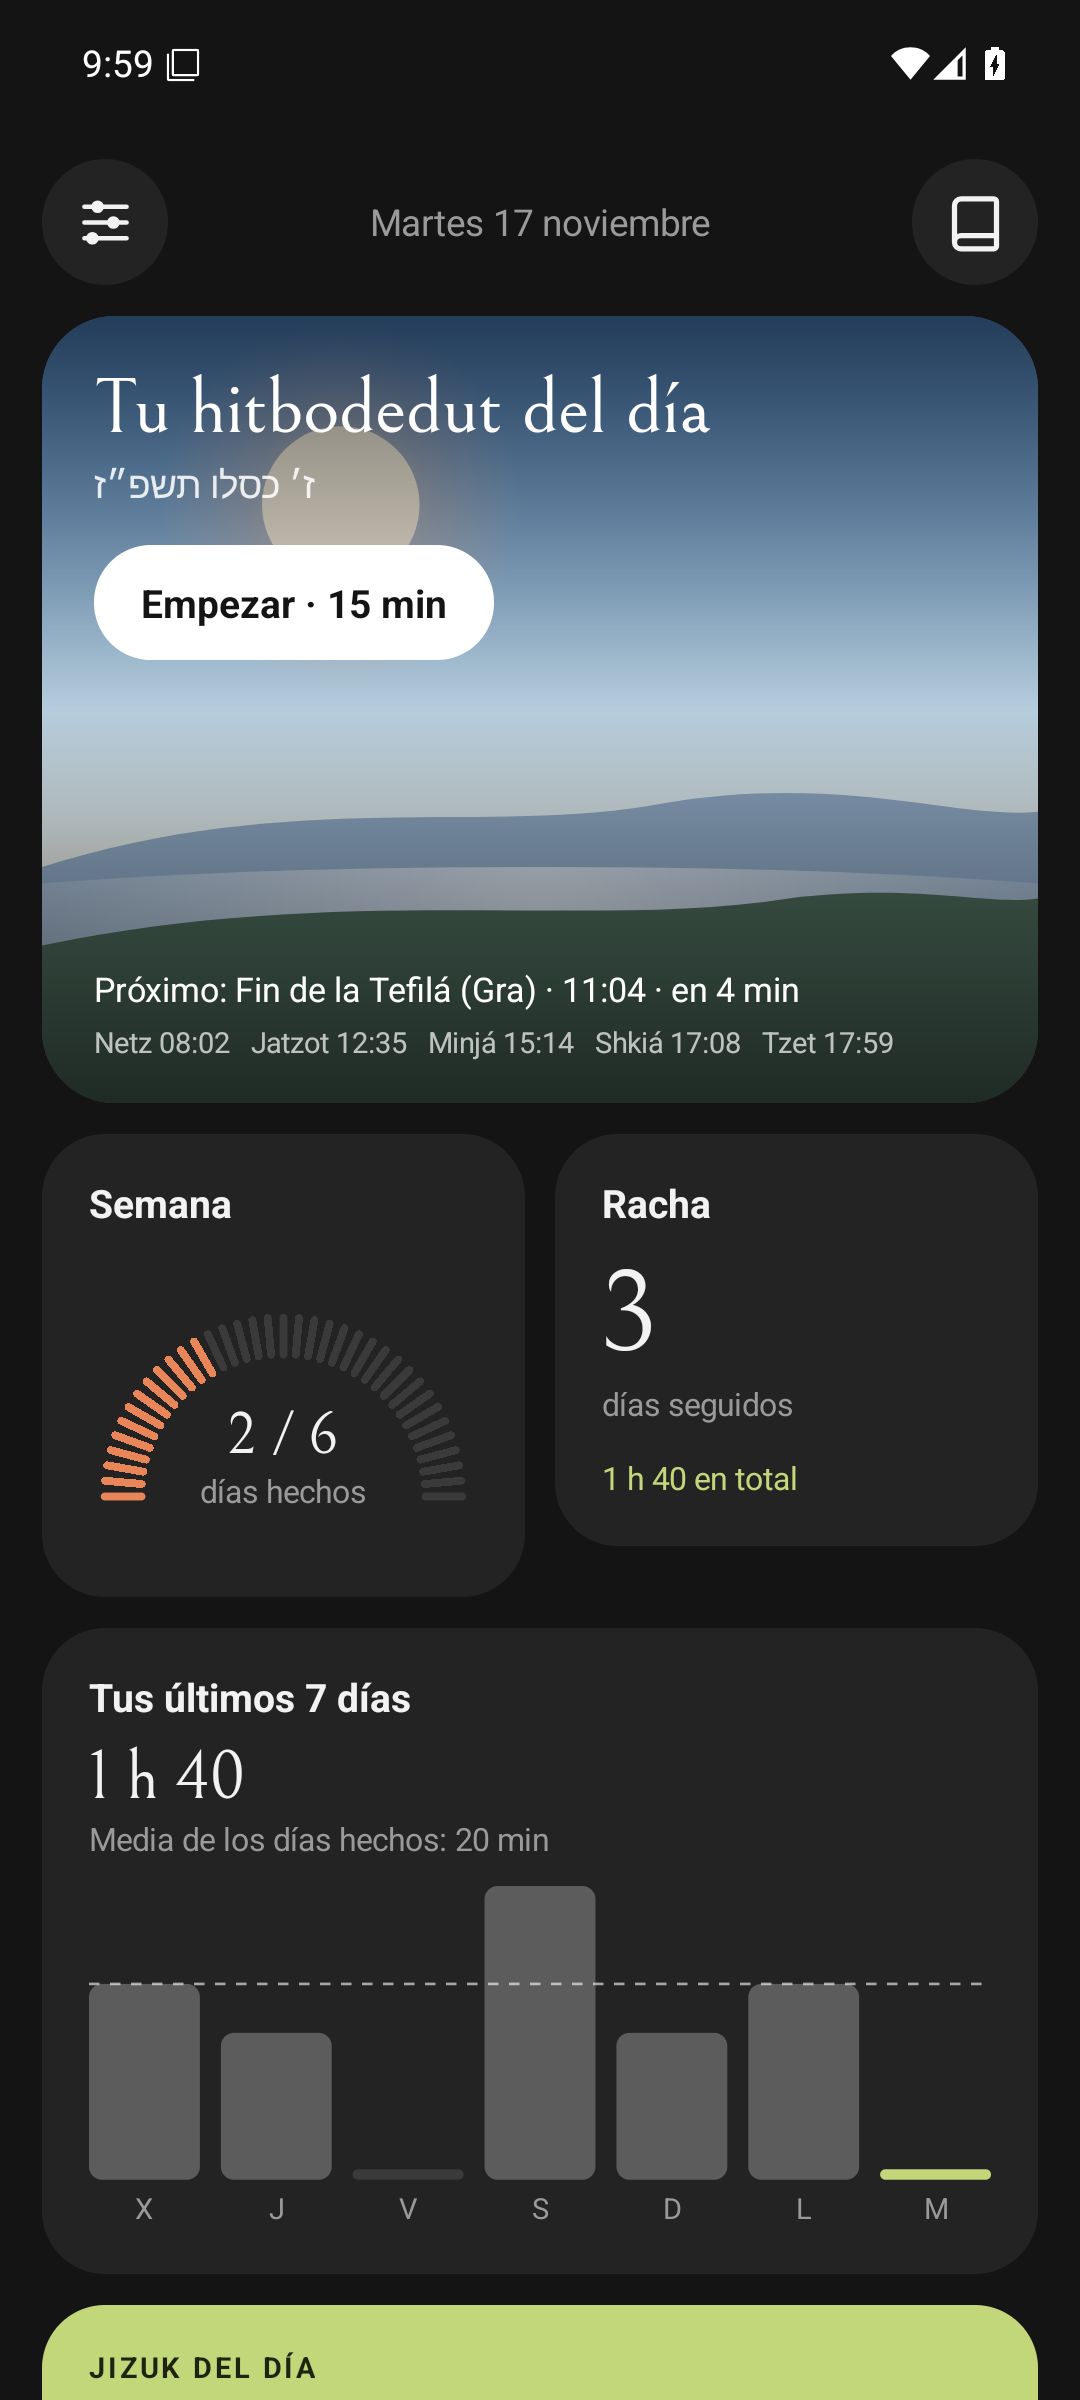 9:59
Martes 17 noviembre
Tu hitbodedut del día
ז׳ כסלו תשפ״ז
Empezar · 15 min
Próximo: Fin de la Tefilá (Gra) · 11:04 · en 4 min
Netz 08:02 Jatzot 12:35 Minjá 15:14 Shkiá 17:08 Tzet 17:59
Semana
2 / 6
días hechos
Racha
3
días seguidos
1 h 40 en total
Tus últimos 7 días
1 h 40
Media de los días hechos: 20 min
X J V S D L M
JIZUK DEL DÍA